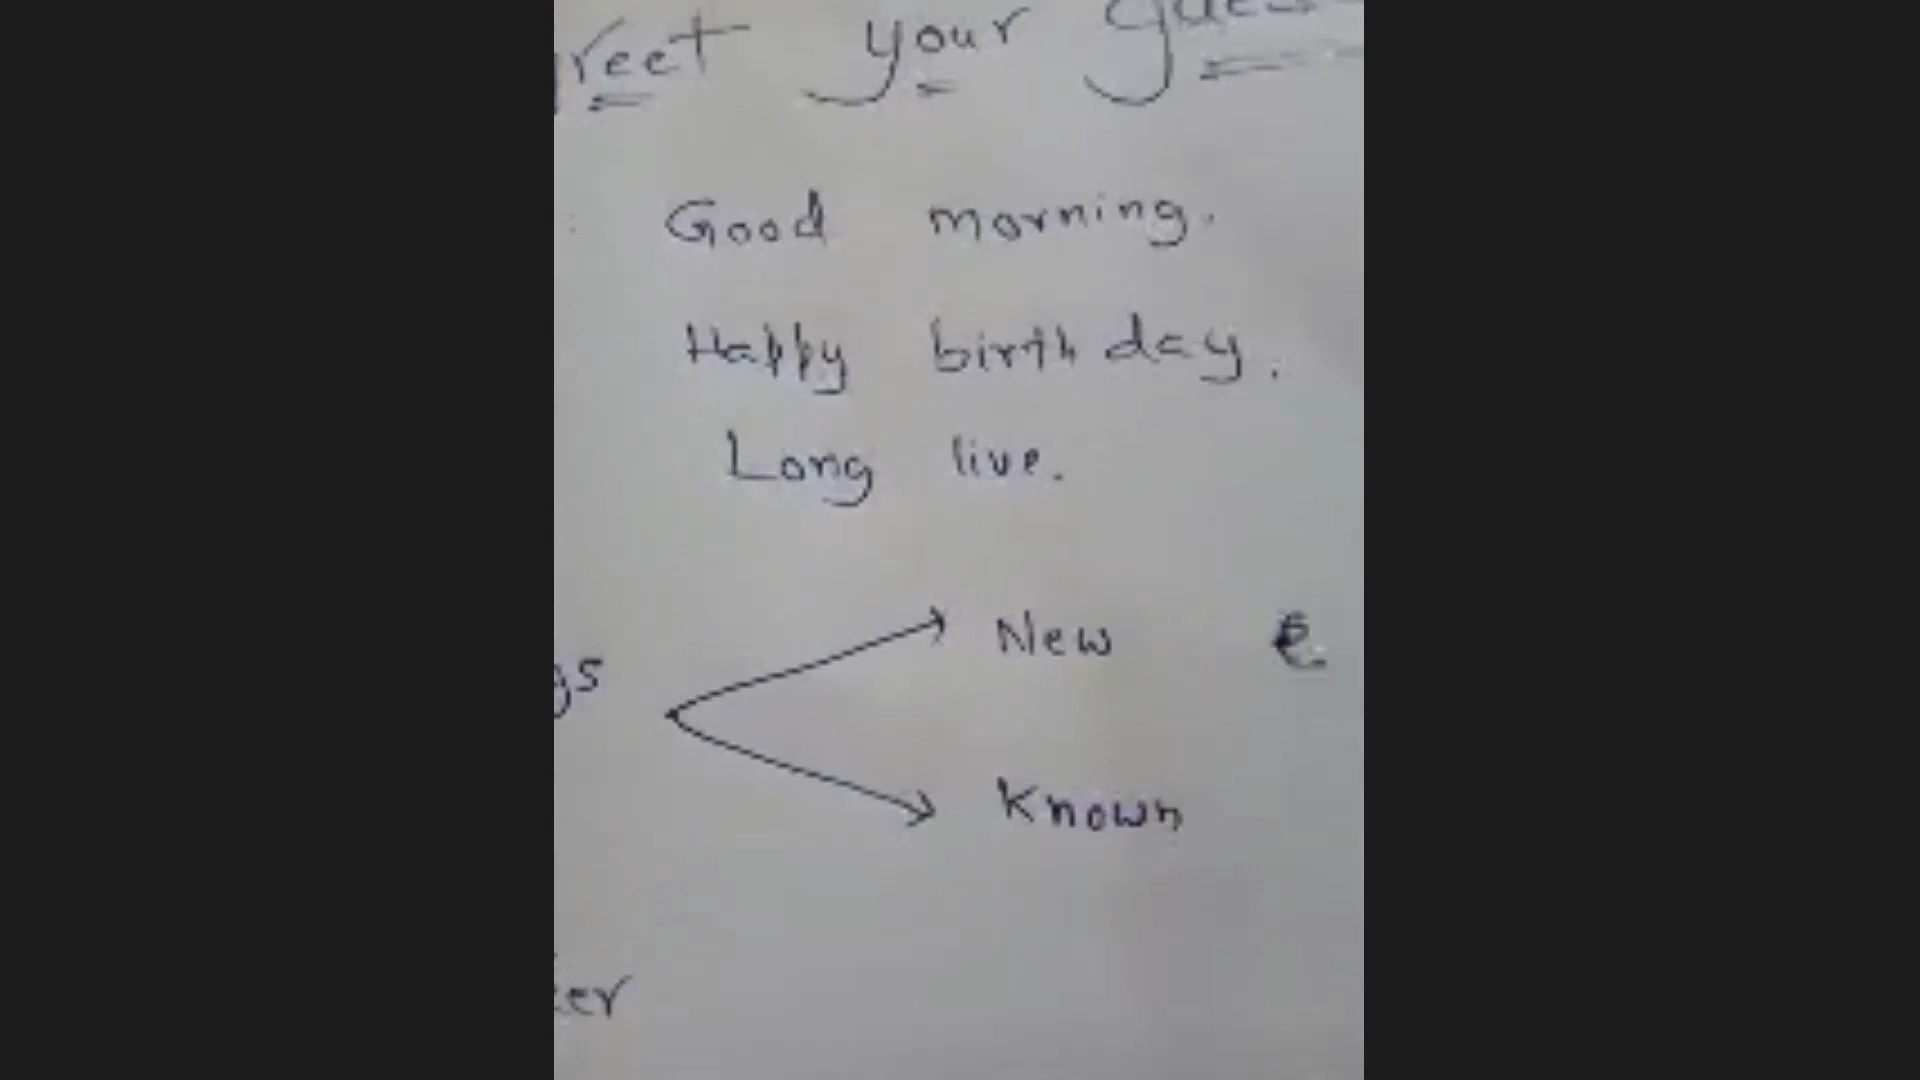 reet your
Good morning.
Happy birthday.
Long live.
New
gs
Known
er